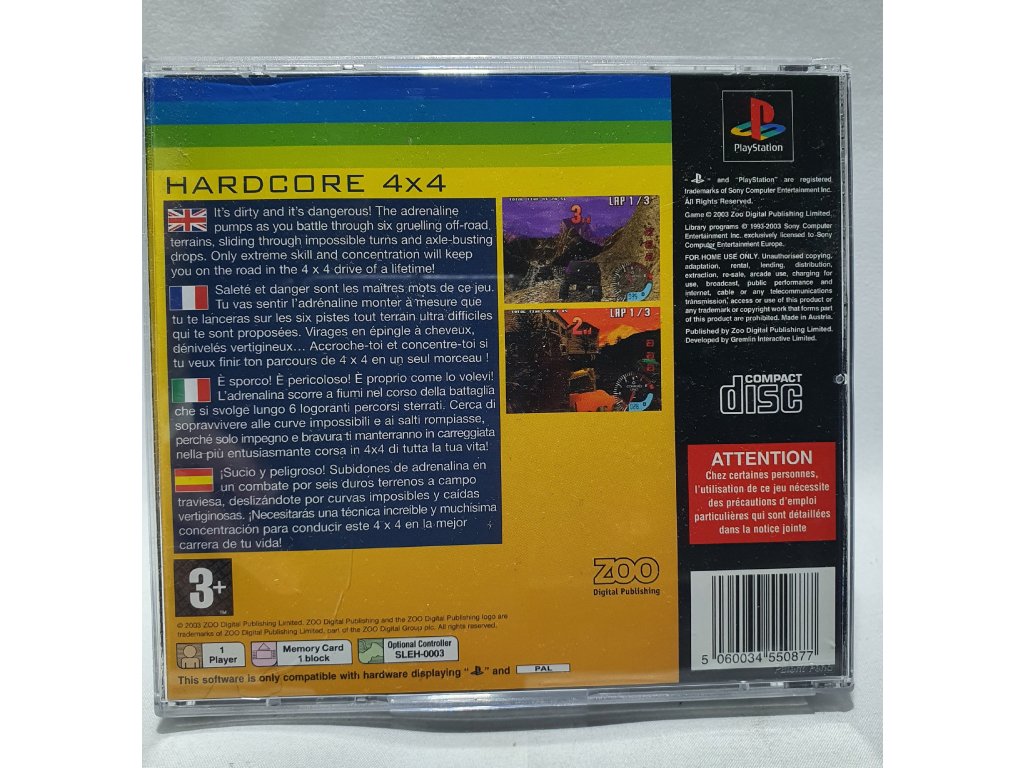 HARDCORE 4x4
It's dirty and it's dangerous! The adrenaline
pumps as you battle through six gruelling off-road
terrains, sliding through impossible turns and axle-busting
drops. Only extreme skill and concentration will keep
you on the road in the 4 x 4 drive of a lifetime!
Saleté et danger sont les maîtres mots de ce jeu.
Tu vas sentir l'adrénaline monter à mesure que
tu te lanceras sur les six pistes tout terrain ultra difficiles
qui te sont proposées. Virages en épingle à cheveux,
dénivelés vertigineux... Accroche-toi et concentre-toi si
tu veux finir ton parcours de 4 x 4 en un seul morceau !
È sporco! È pericoloso! È proprio come lo volevi!
L'adrenalina scorre a fiumi nel corso della battaglia
che si svolge lungo 6 logoranti percorsi sterrati. Cerca di
sopravvivere alle curve impossibili e ai salti rompiasse,
perché solo impegno e bravura ti manterranno in carreggiata
nella più entusiasmante corsa in 4x4 di tutta la tua vita!
¡Sucio y peligroso! Subidones de adrenalina en
un combate por seis duros terrenos a campo
traviesa, deslizándote por curvas imposibles y caídas
vertiginosas. ¡Necesitarás una técnica increíble y muchísima
concentración para conducir este 4 x 4 en la mejor
carrera de tu vida!
LAP 1/3
LAP 1/3
3+
TM
ZOO
Digital Publishing
© 2003 ZOO Digital Publishing Limited. ZOO Digital Publishing and the ZOO Digital Publishing logo are
trademarks of ZOO Digital Publishing Limited, part of the ZOO Digital Group plc. All rights reserved.
1
Player
Memory Card
1 block
Optional Controller
SLEH-0003
This software is only compatible with hardware displaying " " and PAL
PlayStation
" " and "PlayStation" are registered
trademarks of Sony Computer Entertainment Inc.
All Rights Reserved.
Game © 2003 Zoo Digital Publishing Limited.
Library programs © 1993-2003 Sony Computer
Entertainment Inc. exclusively licensed to Sony
Computer Entertainment Europe.
FOR HOME USE ONLY. Unauthorised copying,
adaptation, rental, lending, distribution,
extraction, re-sale, arcade use, charging for
use, broadcast, public performance and
internet, cable or any telecommunications
transmission, access or use of this product or
any trademark or copyright work that forms part
of this product are prohibited. Made in Austria.
Published by Zoo Digital Publishing Limited.
Developed by Gremlin Interactive Limited.
COMPACT
disc
ATTENTION
Chez certaines personnes,
l'utilisation de ce jeu nécessite
des précautions d'emploi
particulières qui sont détaillées
dans la notice jointe
5 060034 550877